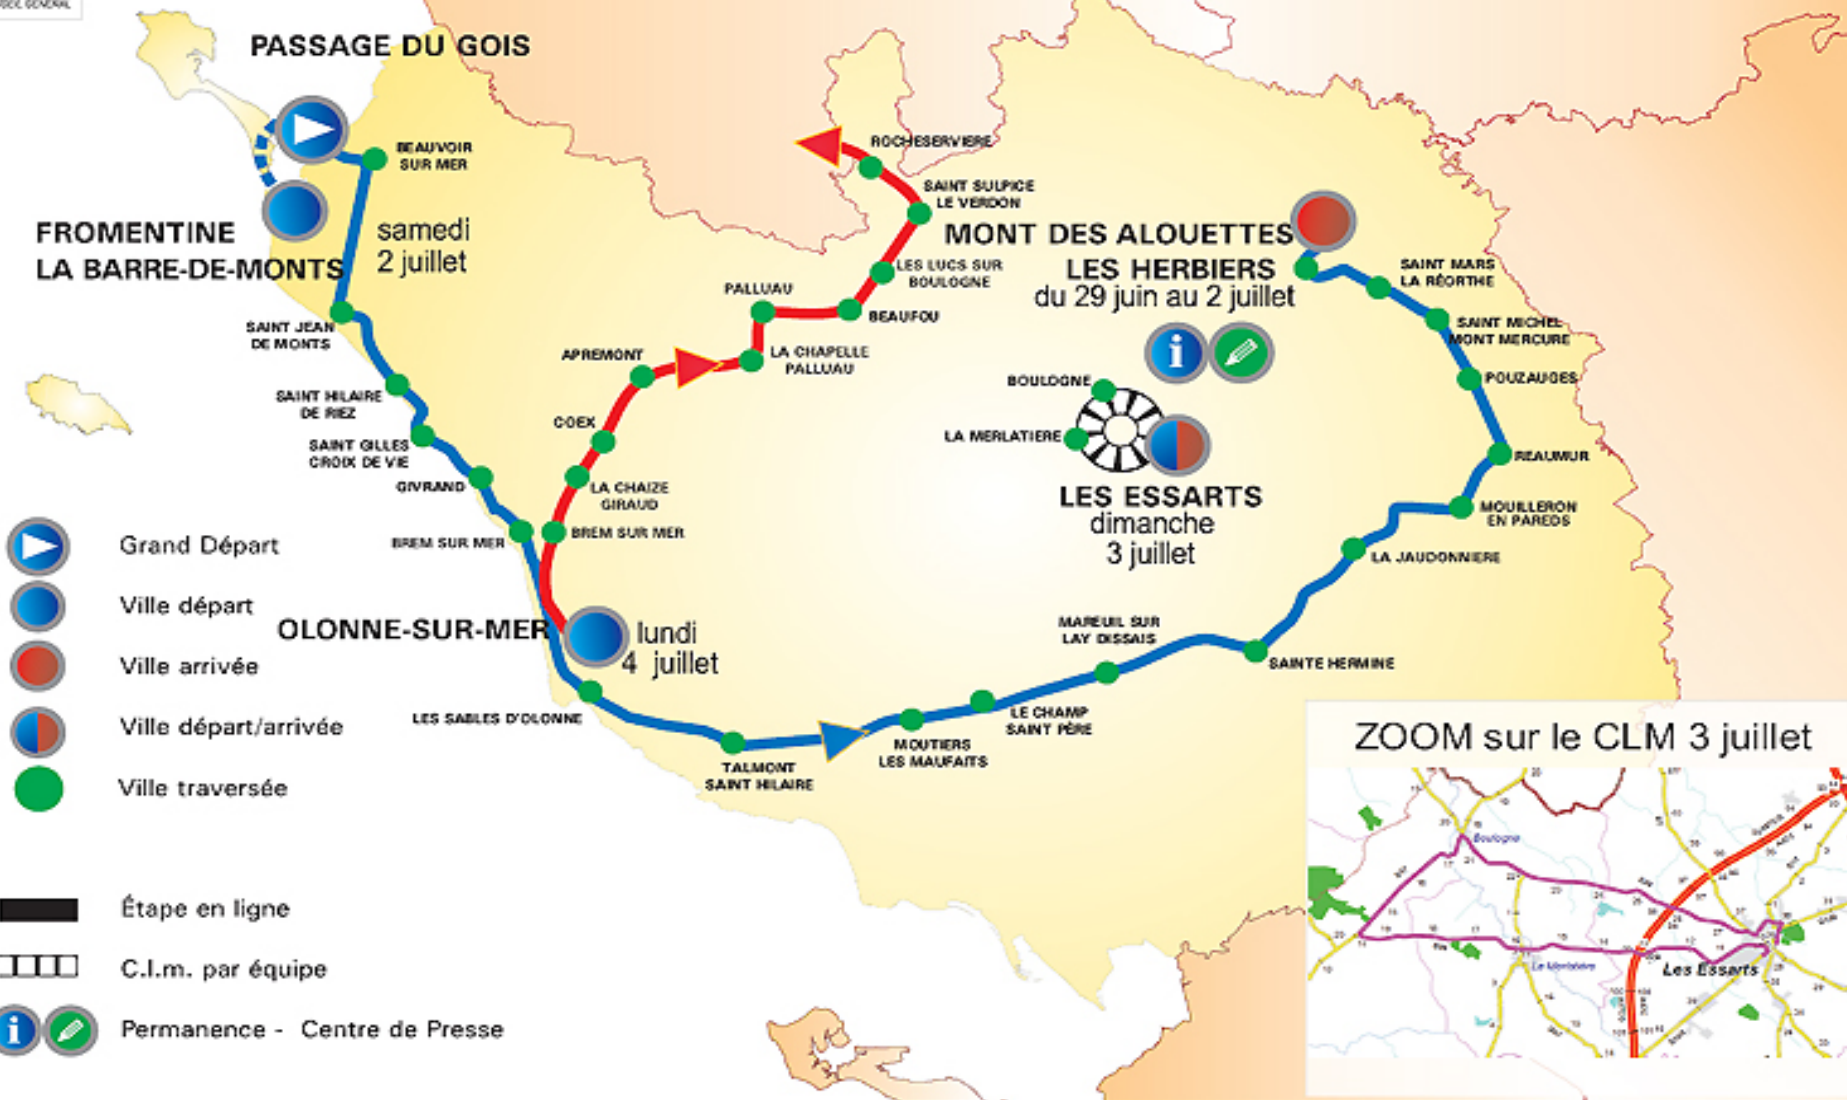 PASSAGE DU GOIS
BEAUVOIR
SUR MER
FROMENTINE
LA BARRE-DE-MONTS
samedi
2 juillet
SAINT JEAN
DE MONTS
SAINT HILAIRE
DE RIEZ
SAINT GILLES
CROIX DE VIE
GIVRAND
BREM SUR MER
OLONNE-SUR-MER
lundi
4 juillet
BREM SUR MER
LA CHAIZE
GIRAUD
COEX
APREMONT
LA CHAPELLE
PALLUAU
PALLUAU
BEAUFOU
LES LUCS SUR
BOULOGNE
SAINT SULPICE
LE VERDON
ROCHESERVIERE
MONT DES ALOUETTES
LES HERBIERS
du 29 juin au 2 juillet
SAINT MARS
LA RÉORTHE
SAINT MICHEL
MONT MERCURE
POUZAUGES
REAUMUR
MOUILLERON
EN PAREDS
LA JAUDONNIERE
SAINTE HERMINE
MAREUIL SUR
LAY DISSAIS
LE CHAMP
SAINT PÈRE
MOUTIERS
LES MAUFAITS
TALMONT
SAINT HILAIRE
LES SABLES D'OLONNE
i
BOULOGNE
LA MERLATIERE
LES ESSARTS
dimanche
3 juillet
Grand Départ
Ville départ
Ville arrivée
Ville départ/arrivée
Ville traversée
Étape en ligne
C.l.m. par équipe
i
Permanence - Centre de Presse
ZOOM sur le CLM 3 juillet
Boulogne
La Merlatière
Les Essarts